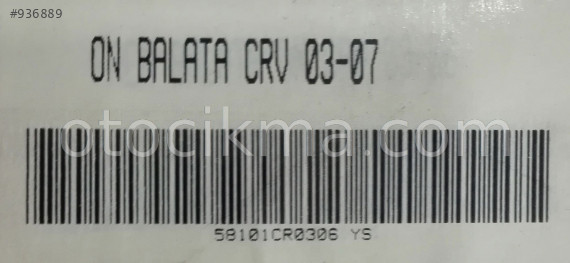 #936889
ON BALATA CRV 03-07
otocikma.com
58101CR0306 YS